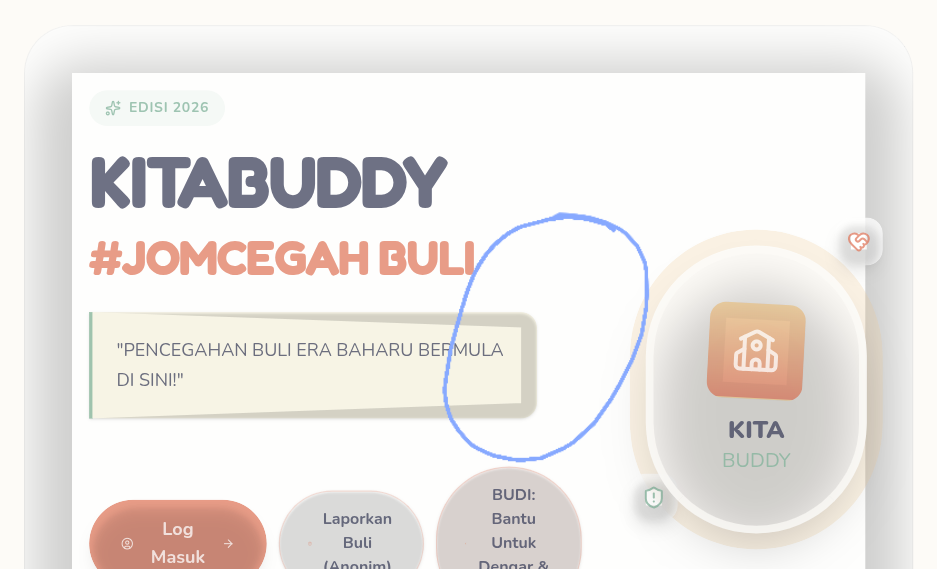 EDISI 2026
KITABUDDY
#JOMCEGAH BULI
"PENCEGAHAN BULI ERA BAHARU BERMULA
DI SINI!"
KITA
BUDDY
Log
Masuk
Laporkan
Buli
(Anonim)
BUDI:
Bantu
Untuk
Dengar &